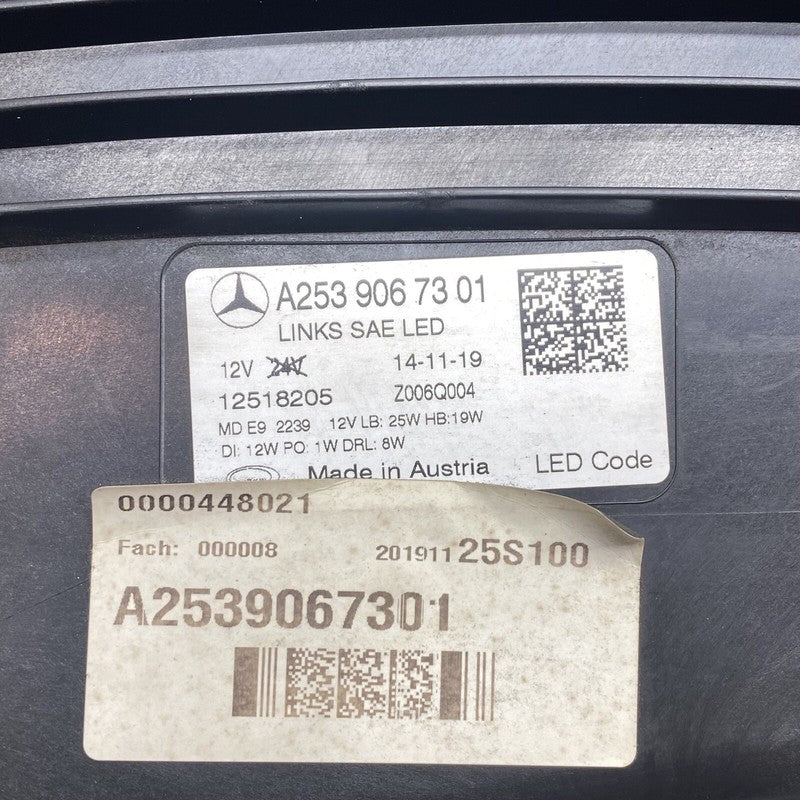 A253 906 73 01
LINKS SAE LED
12V 24V 14-11-19
12518205 Z006Q004
MD E9 2239 12V LB: 25W HB:19W
DI: 12W PO: 1W DRL: 8W
Made in Austria LED Code
0000448021
Fach: 000008 201911 25S100
A2539067301